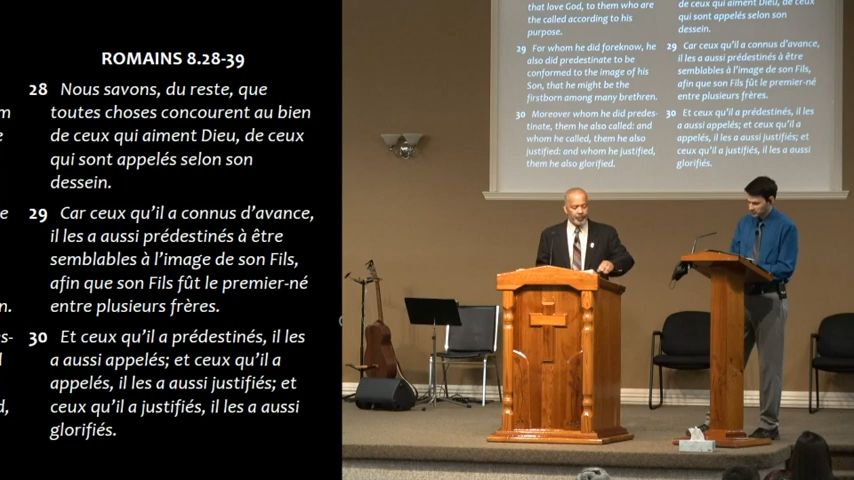 ROMAINS 8.28-39
28 Nous savons, du reste, que
toutes choses concourent au bien
de ceux qui aiment Dieu, de ceux
qui sont appelés selon son
dessein.
29 Car ceux qu'il a connus d'avance,
il les a aussi prédestinés à être
semblables à l'image de son Fils,
afin que son Fils fût le premier-né
entre plusieurs frères.
30 Et ceux qu'il a prédestinés, il les
a aussi appelés; et ceux qu'il a
appelés, il les a aussi justifiés; et
ceux qu'il a justifiés, il les a aussi
glorifiés.
that love God, to them who are
the called according to his
purpose.
29 For whom he did foreknow, he
also did predestinate to be
conformed to the image of his
Son, that he might be the
firstborn among many brethren.
30 Moreover whom he did predes-
tinate, them he also called: and
whom he called, them he also
justified: and whom he justified,
them he also glorified.
de ceux qui aiment Dieu, de ceux
qui sont appelés selon son
dessein.
29 Car ceux qu'il a connus d'avance,
il les a aussi prédestinés à être
semblables à l'image de son Fils,
afin que son Fils fût le premier-né
entre plusieurs frères.
30 Et ceux qu'il a prédestinés, il les
a aussi appelés; et ceux qu'il a
appelés, il les a aussi justifiés; et
ceux qu'il a justifiés, il les a aussi
glorifiés.